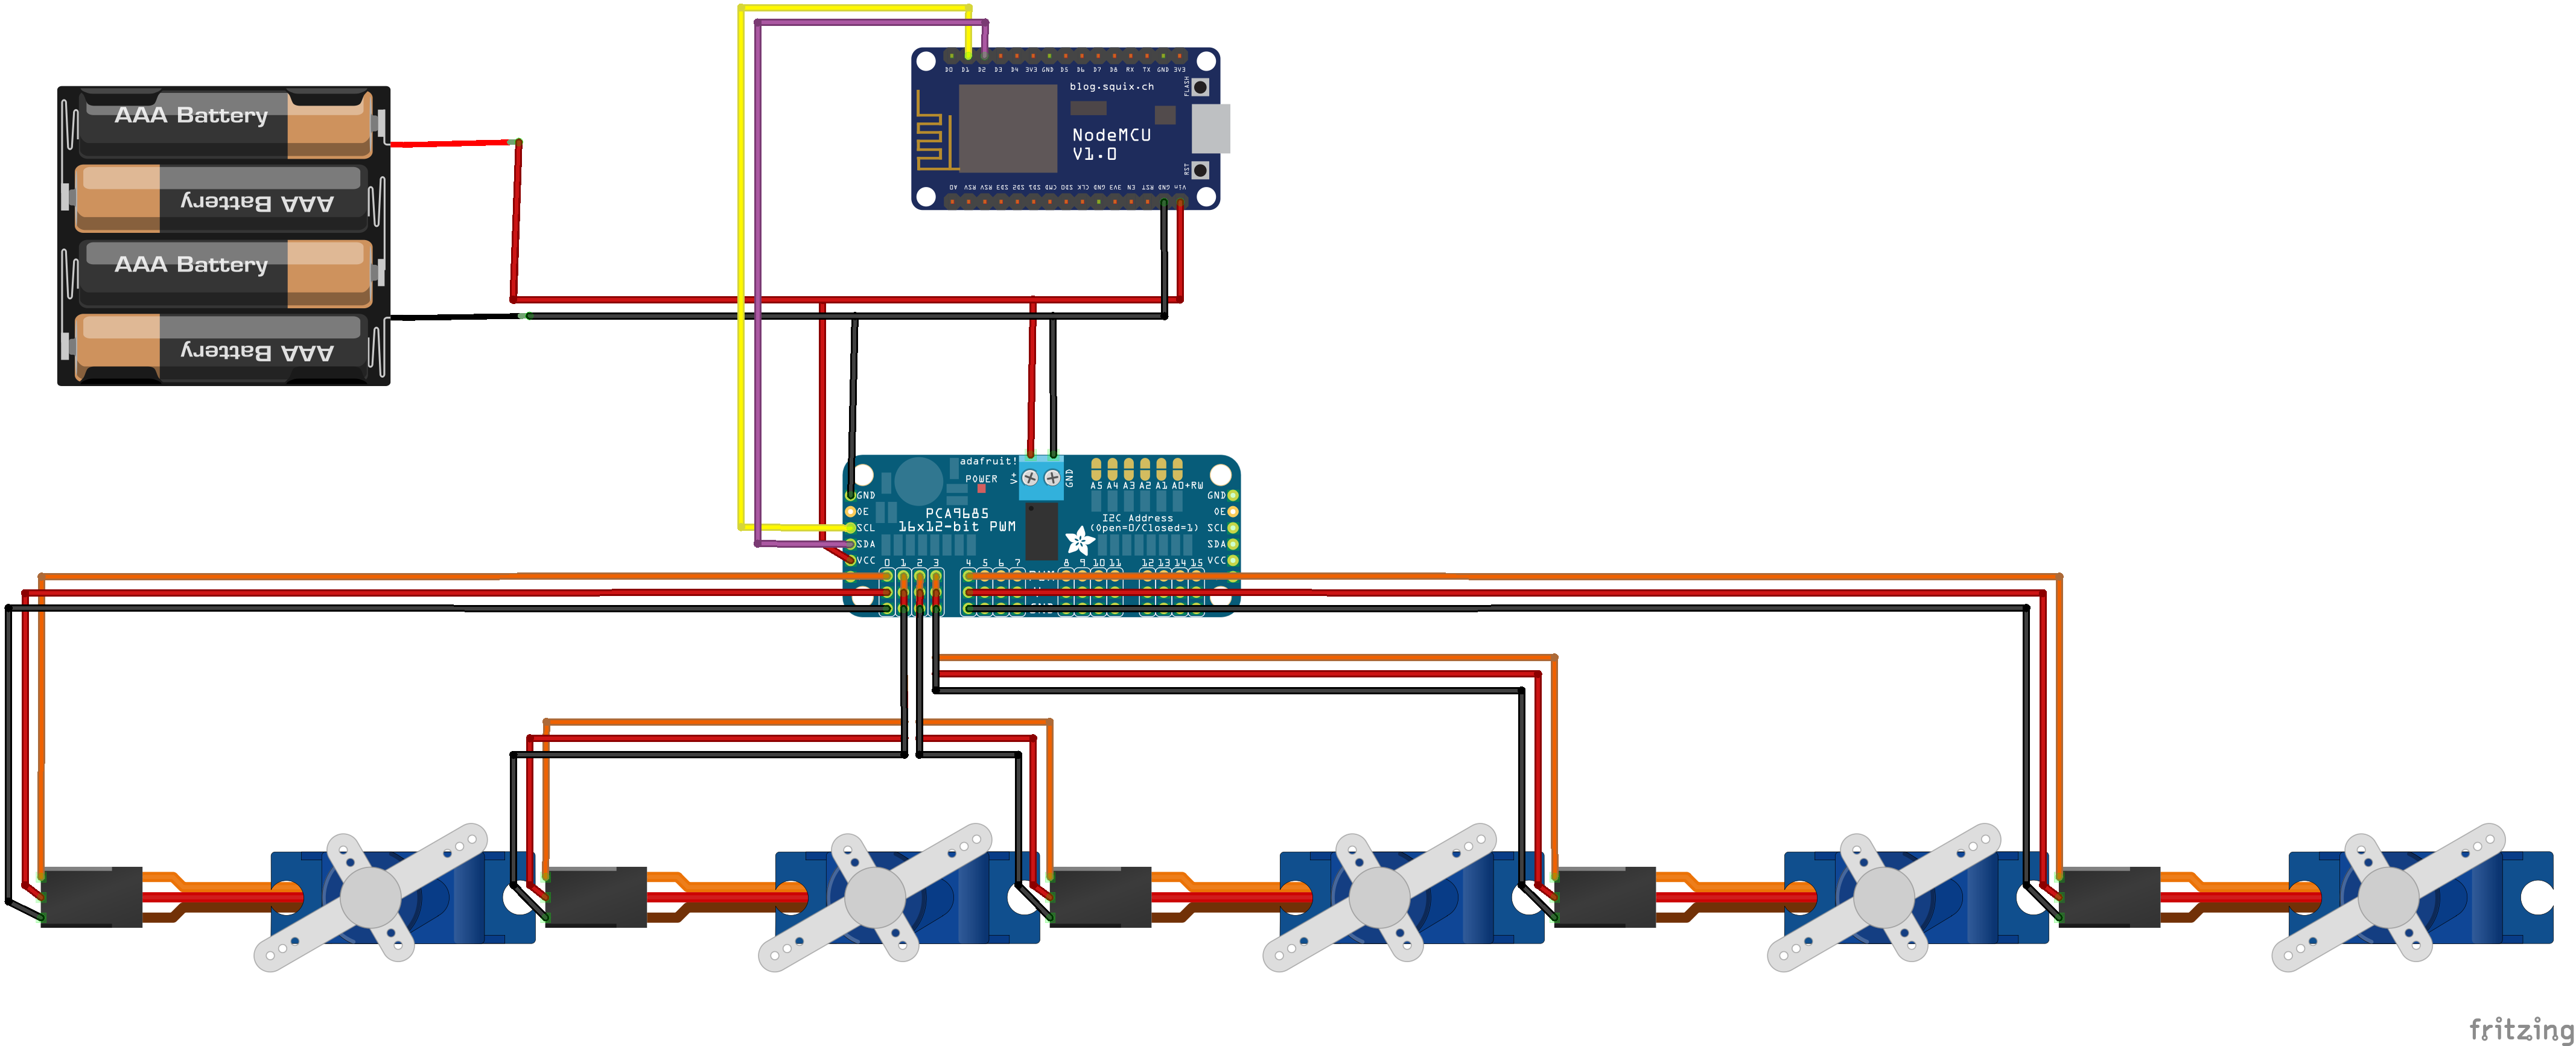 AAA Battery
AAA Battery
AAA Battery
AAA Battery
D0 D1 D2 D3 D4 3V3 GND D5 D6 D7 D8 RX TX GND 3V3
blog.squix.ch
FLASH
NodeMCU
V1.0
RST
A0 RSV RSV SD3 SD2 SD1 CMD SD0 CLK GND 3V3 EN RST GND Vin
adafruit!
V+
GND
POWER
A5 A4 A3 A2 A1 A0+RW
GND
OE
SCL
SDA
VCC
PCA9685
16x12-bit PWM
I2C Address
(Open=0/Closed=1)
GND
OE
SCL
SDA
VCC
0 1 2 3 4 5 6 7 8 9 10 11 12 13 14 15
fritzing